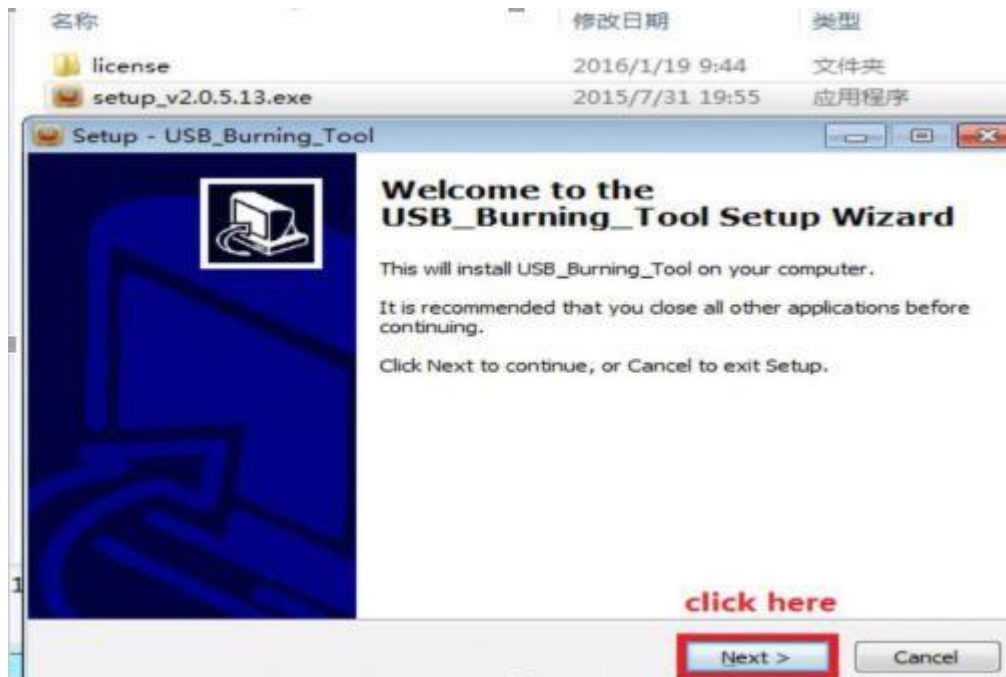 名称 修改日期 类型
license 2016/1/19 9:44 文件夹
setup_v2.0.5.13.exe 2015/7/31 19:55 应用程序
Setup - USB_Burning_Tool
Welcome to the
USB_Burning_Tool Setup Wizard
This will install USB_Burning_Tool on your computer.
It is recommended that you close all other applications before
continuing.
Click Next to continue, or Cancel to exit Setup.
1
click here
Next > Cancel